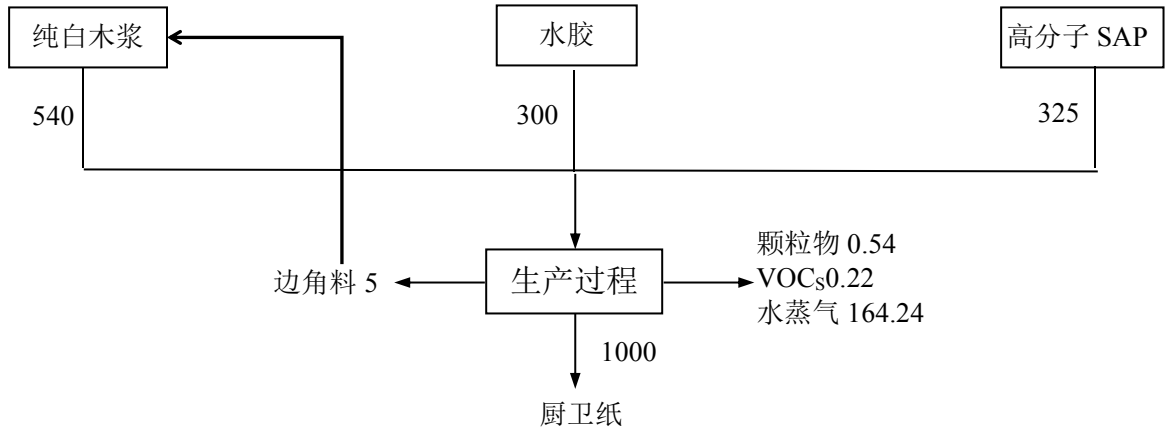 纯白木浆
水胶
高分子 SAP
540
300
325
颗粒物 0.54
VOCS0.22
水蒸气 164.24
生产过程
边角料 5
1000
厨卫纸